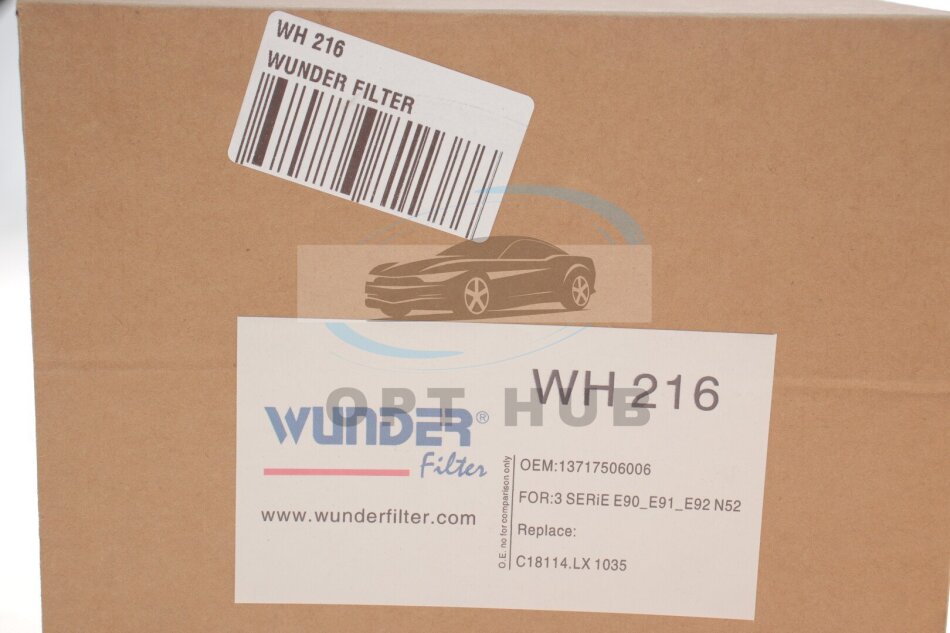 WH 216
WUNDER FILTER
OPT HUB
WH 216
WUNDER®
Filter
www.wunderfilter.com
O.E. no for comparison only
OEM:13717506006
FOR:3 SERiE E90_E91_E92 N52
Replace:
C18114.LX 1035